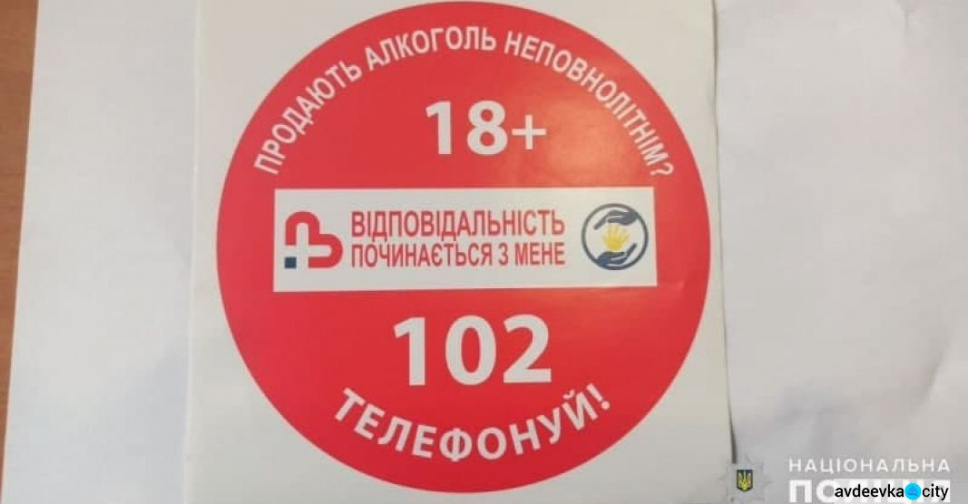 ПРОДАЮТЬ АЛКОГОЛЬ НЕПОВНОЛІТНІМ?
18+
ВІДПОВІДАЛЬНІСТЬ
ПОЧИНАЄТЬСЯ З МЕНЕ
102
ТЕЛЕФОНУЙ!
НАЦІОНАЛЬНА
avdeevka.city